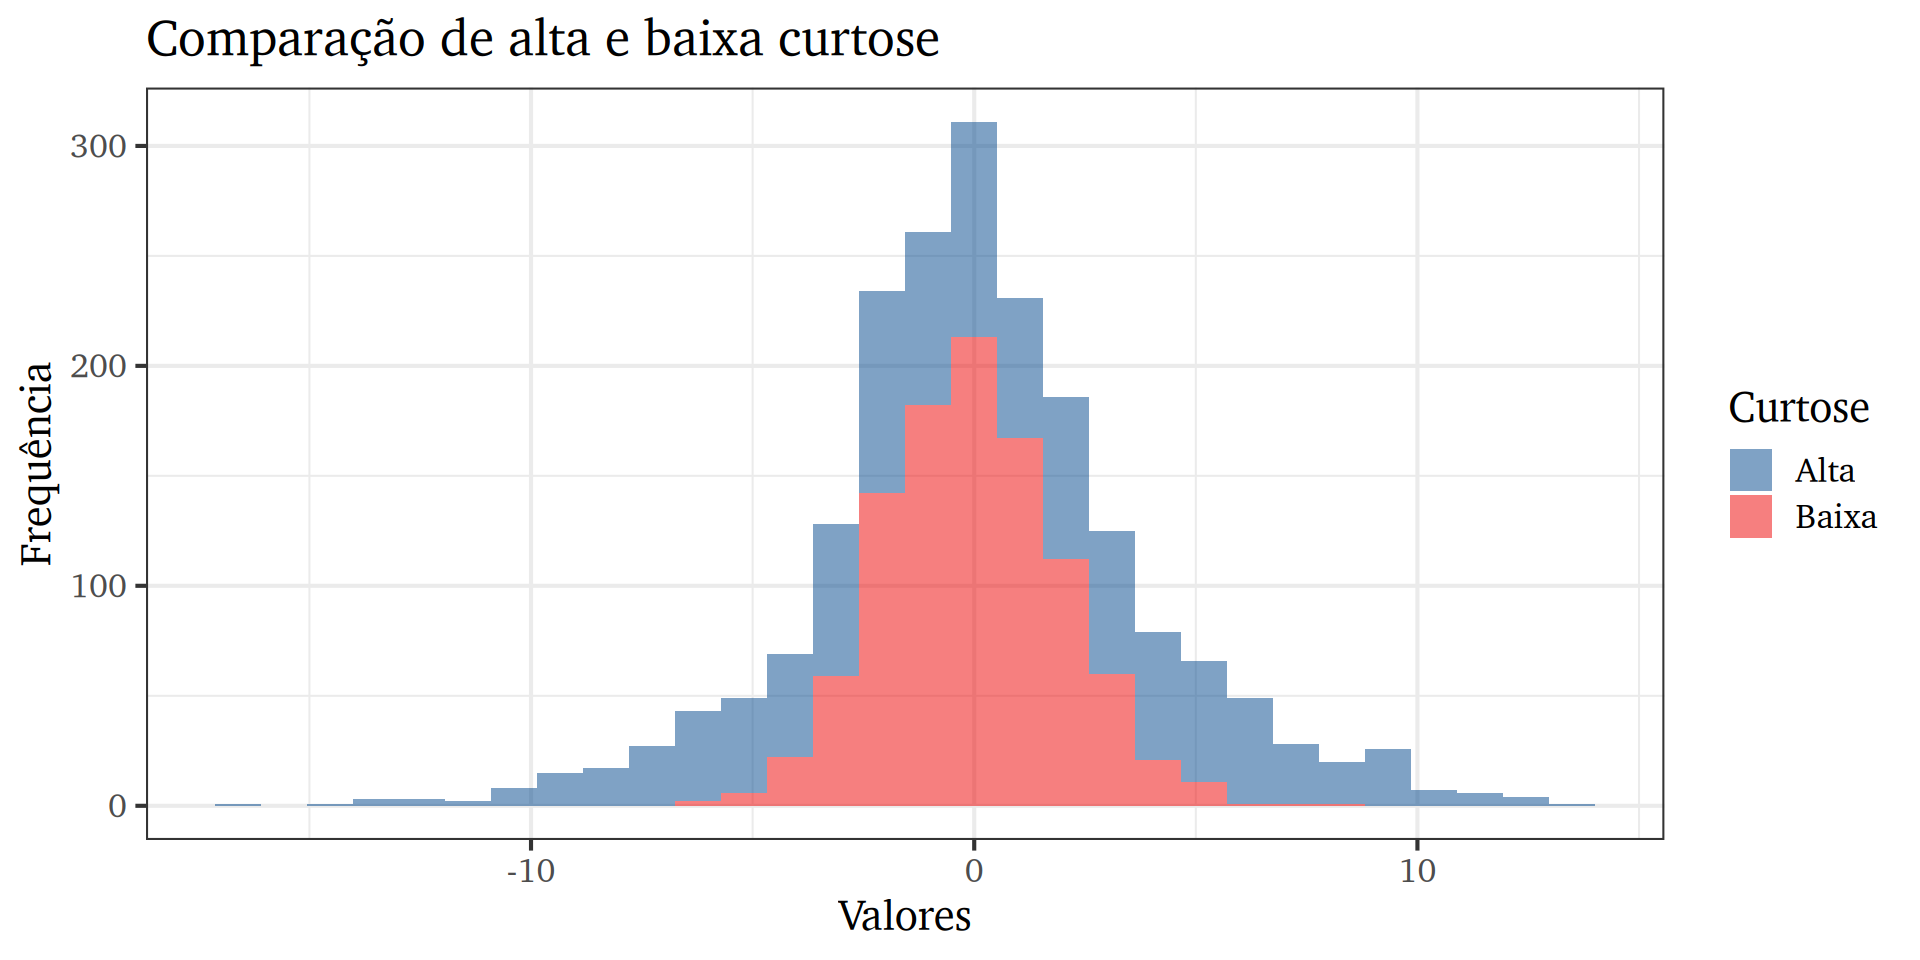 Comparação de alta e baixa curtose
Frequência
300
200
100
0
-10
0
10
Valores
Curtose
Alta
Baixa